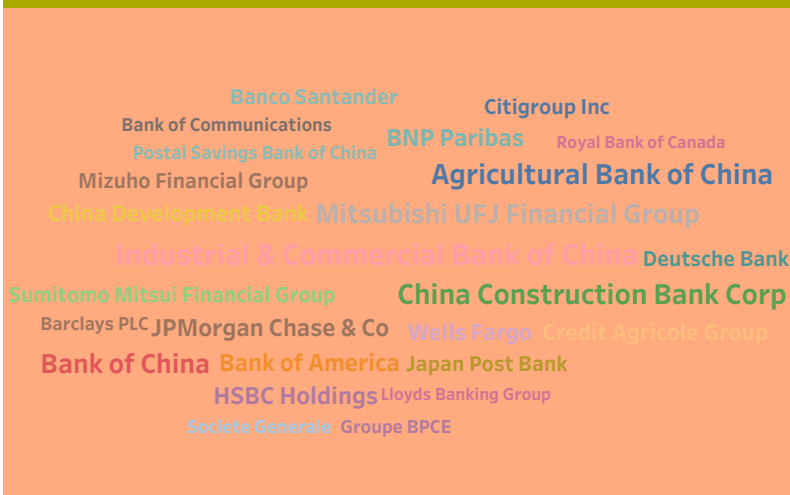 Banco Santander
Citigroup Inc
Bank of Communications
BNP Paribas
Royal Bank of Canada
Postal Savings Bank of China
Agricultural Bank of China
Mizuho Financial Group
China Development Bank
Mitsubishi UFJ Financial Group
Industrial & Commercial Bank of China
Deutsche Bank
Sumitomo Mitsui Financial Group
China Construction Bank Corp
Barclays PLC
JPMorgan Chase & Co
Wells Fargo
Credit Agricole Group
Bank of China
Bank of America
Japan Post Bank
HSBC Holdings
Lloyds Banking Group
Societe Generale
Groupe BPCE